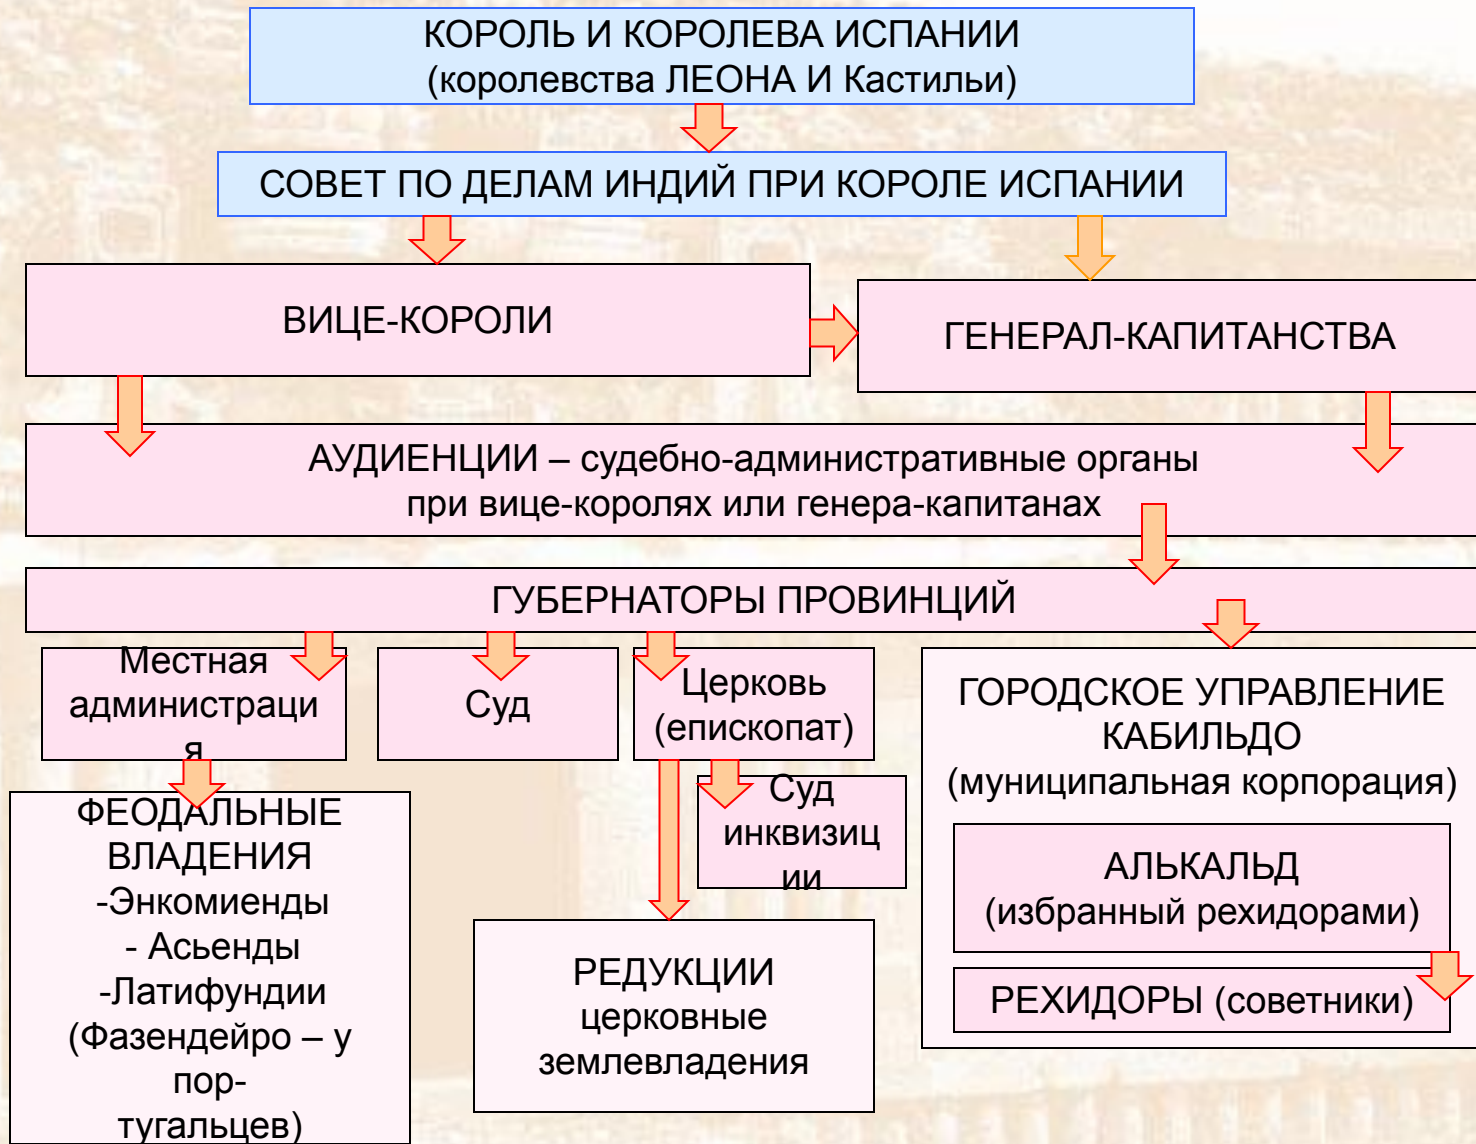 КОРОЛЬ И КОРОЛЕВА ИСПАНИИ
(королевства ЛЕОНА И Кастильи)
СОВЕТ ПО ДЕЛАМ ИНДИЙ ПРИ КОРОЛЕ ИСПАНИИ
ВИЦЕ-КОРОЛИ
ГЕНЕРАЛ-КАПИТАНСТВА
АУДИЕНЦИИ – судебно-административные органы
при вице-королях или генера-капитанах
ГУБЕРНАТОРЫ ПРОВИНЦИЙ
Местная
администраци
я
Суд
Церковь
(епископат)
Суд
инквизиц
ии
ФЕОДАЛЬНЫЕ
ВЛАДЕНИЯ
-Энкомиенды
- Асьенды
-Латифундии
(Фазендейро – у
пор-
тугальцев)
РЕДУКЦИИ
церковные
землевладения
ГОРОДСКОЕ УПРАВЛЕНИЕ
КАБИЛЬДО
(муниципальная корпорация)
АЛЬКАЛЬД
(избранный рехидорами)
РЕХИДОРЫ (советники)